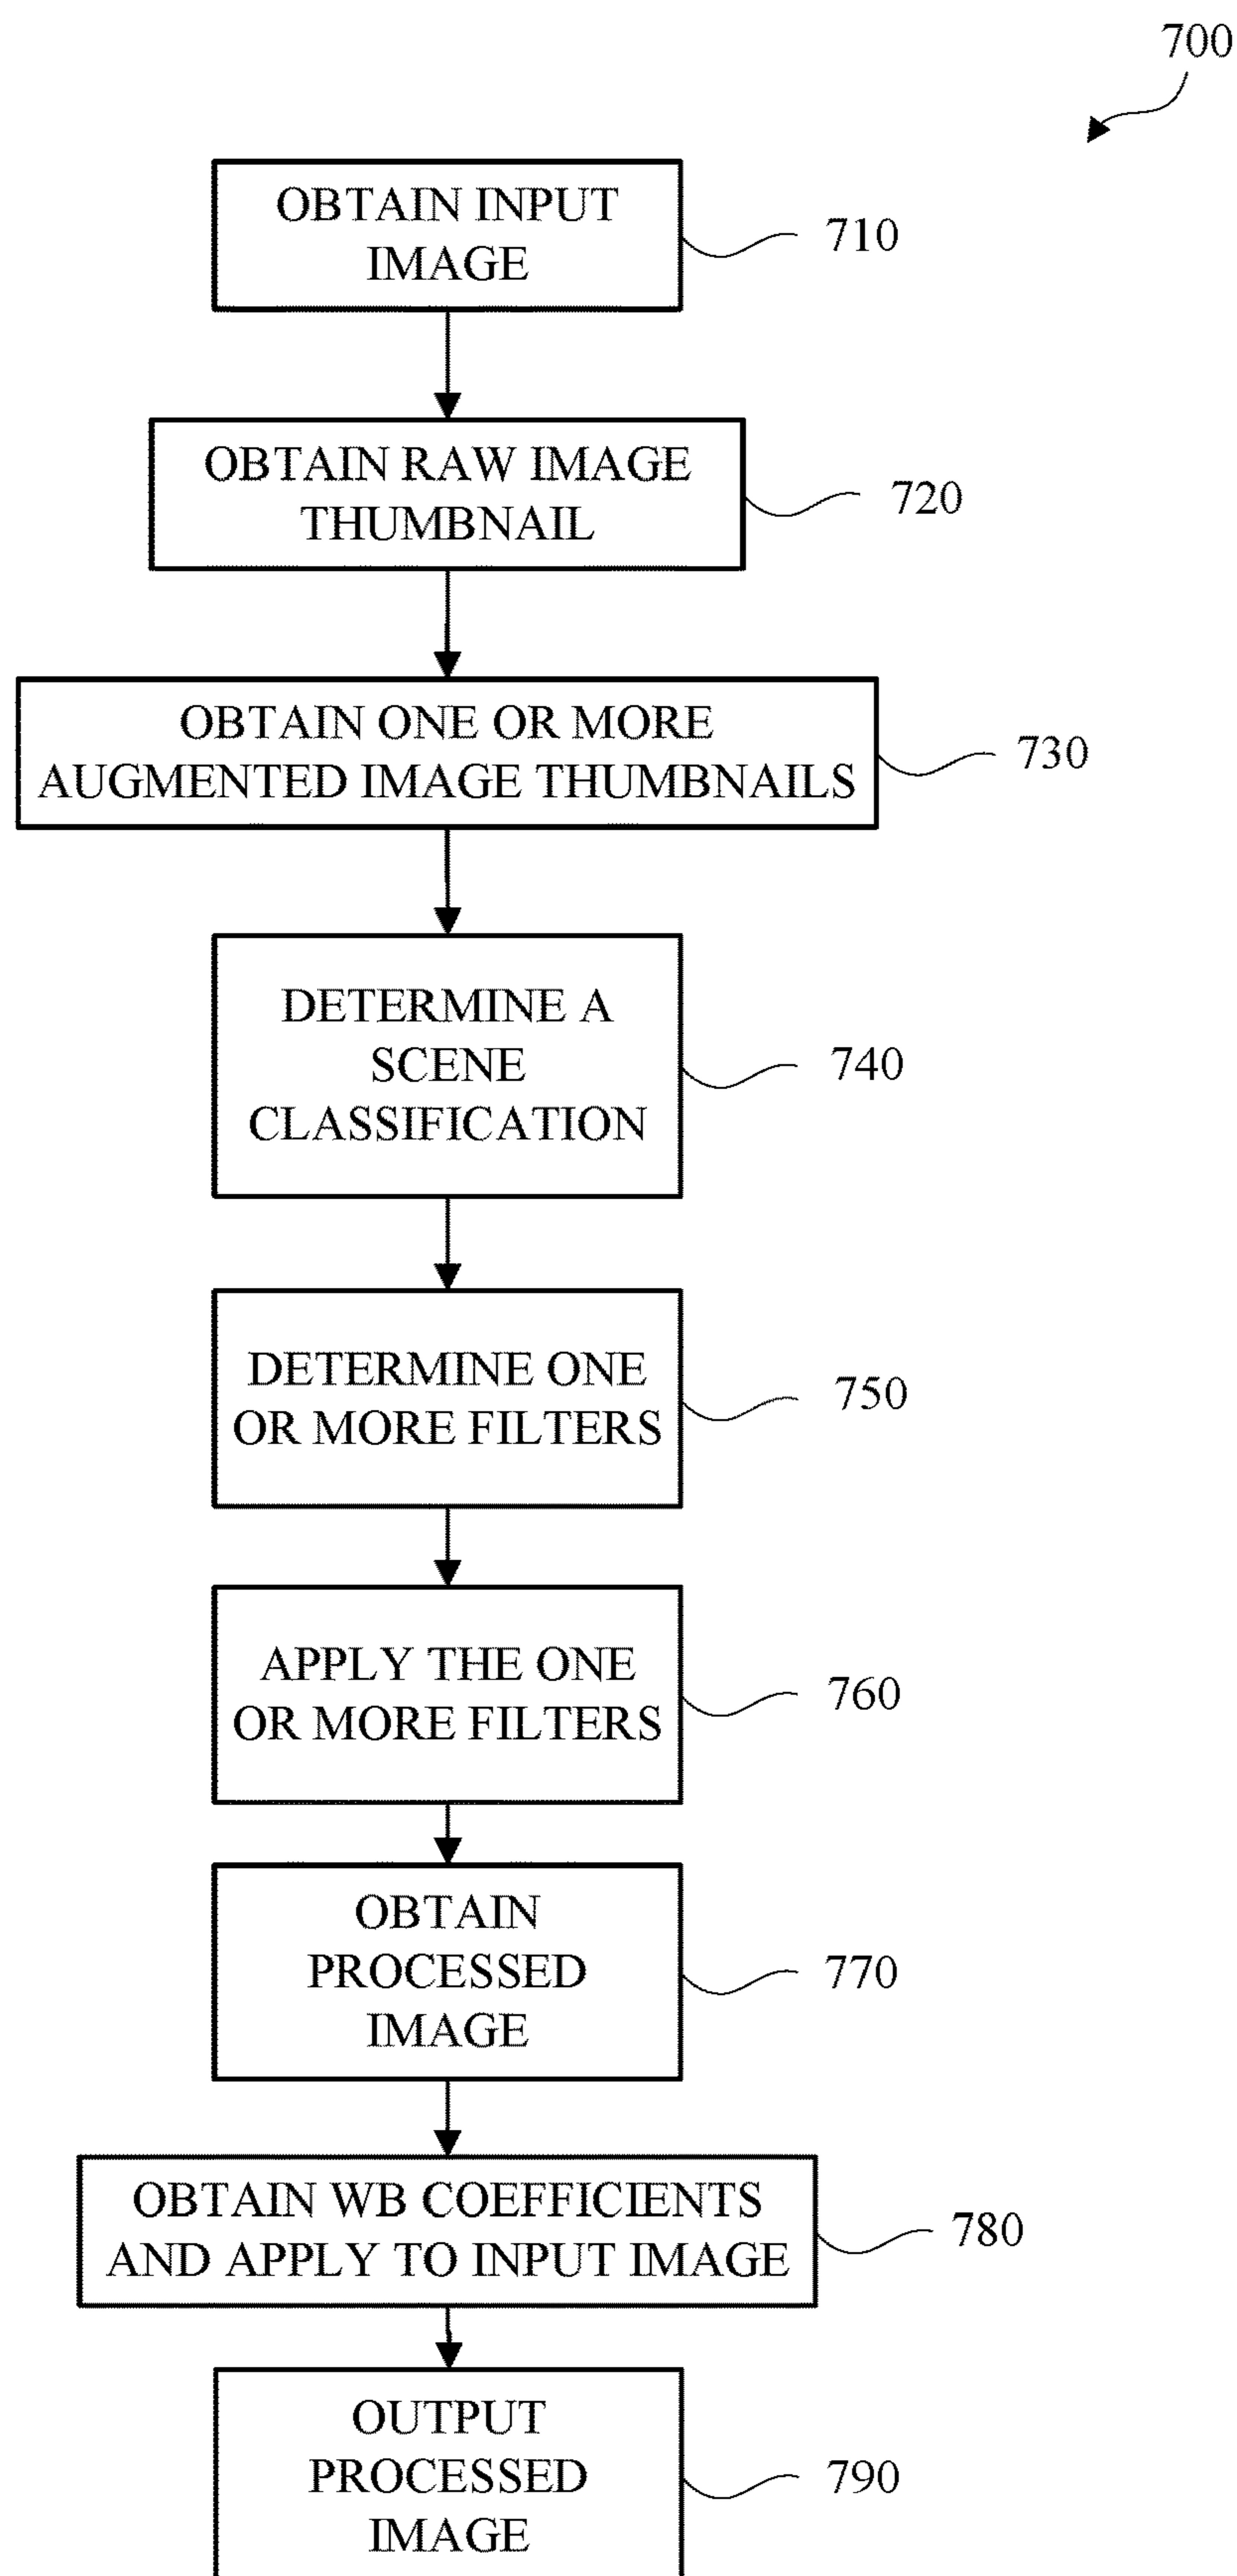 700
OBTAIN INPUT
IMAGE
710
OBTAIN RAW IMAGE
THUMBNAIL
720
OBTAIN ONE OR MORE
AUGMENTED IMAGE THUMBNAILS
730
DETERMINE A
SCENE
CLASSIFICATION
740
DETERMINE ONE
OR MORE FILTERS
750
APPLY THE ONE
OR MORE FILTERS
760
OBTAIN
PROCESSED
IMAGE
770
OBTAIN WB COEFFICIENTS
AND APPLY TO INPUT IMAGE
780
OUTPUT
PROCESSED
IMAGE
790